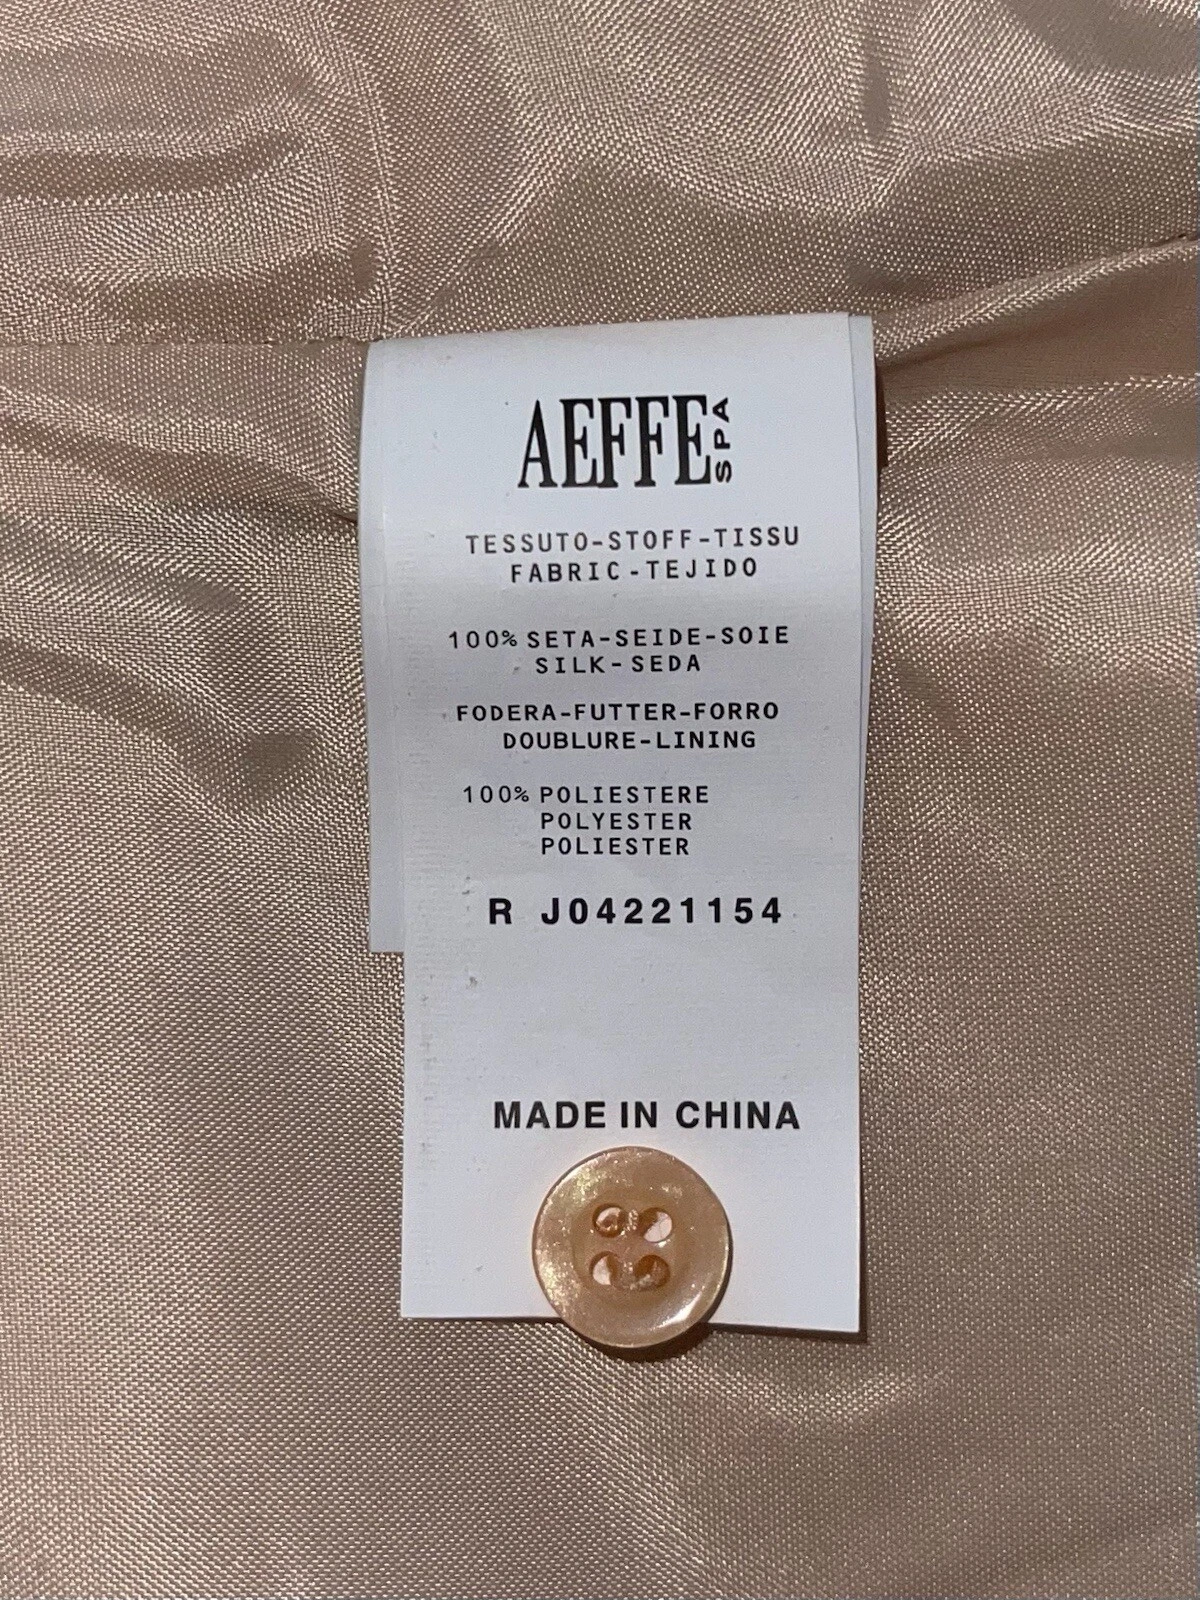 AEFFE SPA
TESSUTO-STOFF-TISSU
FABRIC-TEJIDO
100% SETA-SEIDE-SOIE
SILK-SEDA
FODERA-FUTTER-FORRO
DOUBLURE-LINING
100% POLIESTERE
POLYESTER
POLIESTER
R J04221154
MADE IN CHINA